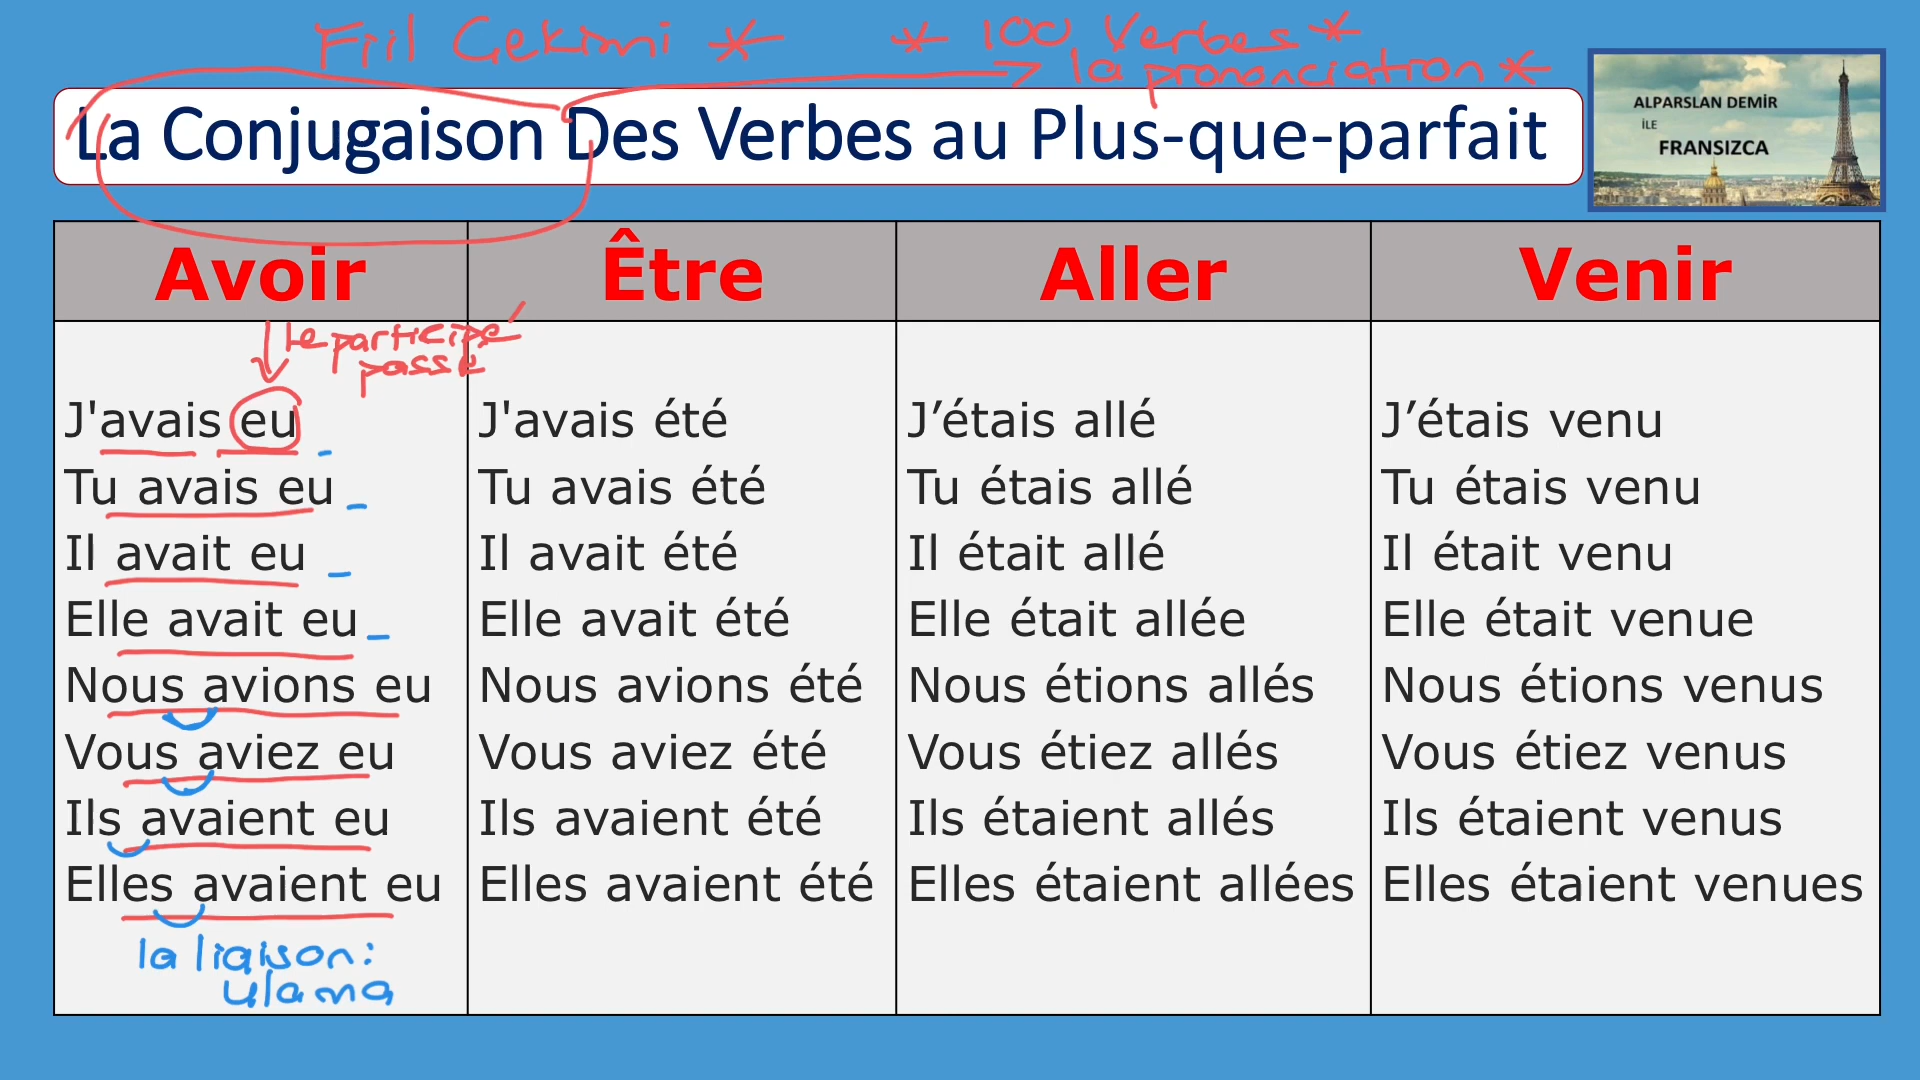 Fiil Çekimi * * 100 Verbes *
la prononciation *
La Conjugaison Des Verbes au Plus-que-parfait
ALPARSLAN DEMİR
İLE
FRANSIZCA
Avoir Être Aller Venir
le participe
passé
J'avais eu J'avais été J’étais allé J’étais venu
Tu avais eu Tu avais été Tu étais allé Tu étais venu
Il avait eu Il avait été Il était allé Il était venu
Elle avait eu Elle avait été Elle était allée Elle était venue
Nous avions eu Nous avions été Nous étions allés Nous étions venus
Vous aviez eu Vous aviez été Vous étiez allés Vous étiez venus
Ils avaient eu Ils avaient été Ils étaient allés Ils étaient venus
Elles avaient eu Elles avaient été Elles étaient allées Elles étaient venues
la liaison:
ulama